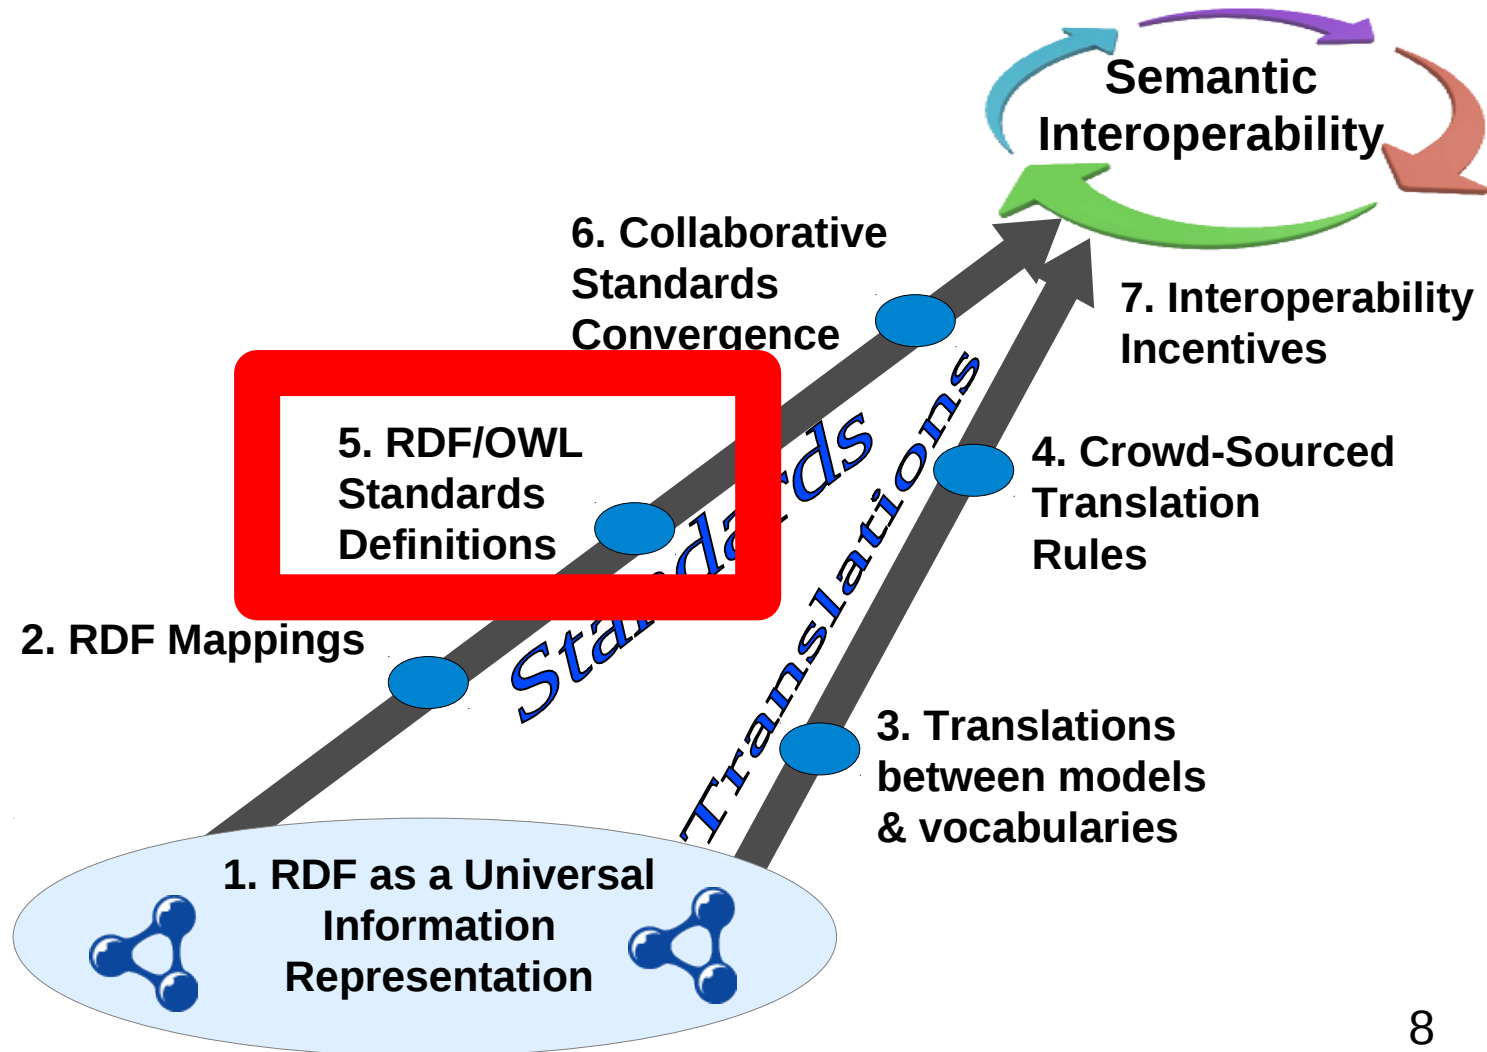 Semantic
Interoperability
6. Collaborative
Standards
Convergence
7. Interoperability
Incentives
5. RDF/OWL
Standards
Definitions
4. Crowd-Sourced
Translation
Rules
Standards
Translations
2. RDF Mappings
3. Translations
between models
& vocabularies
1. RDF as a Universal
Information
Representation
8